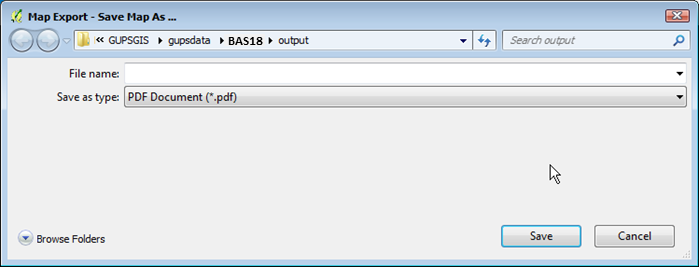 Map Export - Save Map As ...
« GUPSGIS ▸ gupsdata ▸ BAS18 ▸ output
Search output
File name:
Save as type: PDF Document (*.pdf)
Browse Folders
Save
Cancel